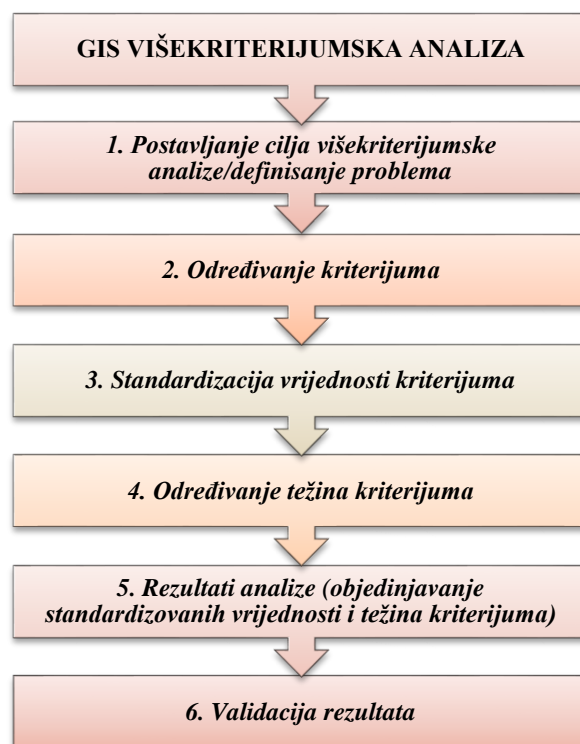 GIS VIŠEKRITERIJUMSKA ANALIZA
1. Postavljanje cilja višekriterijumske
analize/definisanje problema
2. Određivanje kriterijuma
3. Standardizacija vrijednosti kriterijuma
4. Određivanje težina kriterijuma
5. Rezultati analize (objedinjavanje
standardizovanih vrijednosti i težina kriterijuma)
6. Validacija rezultata